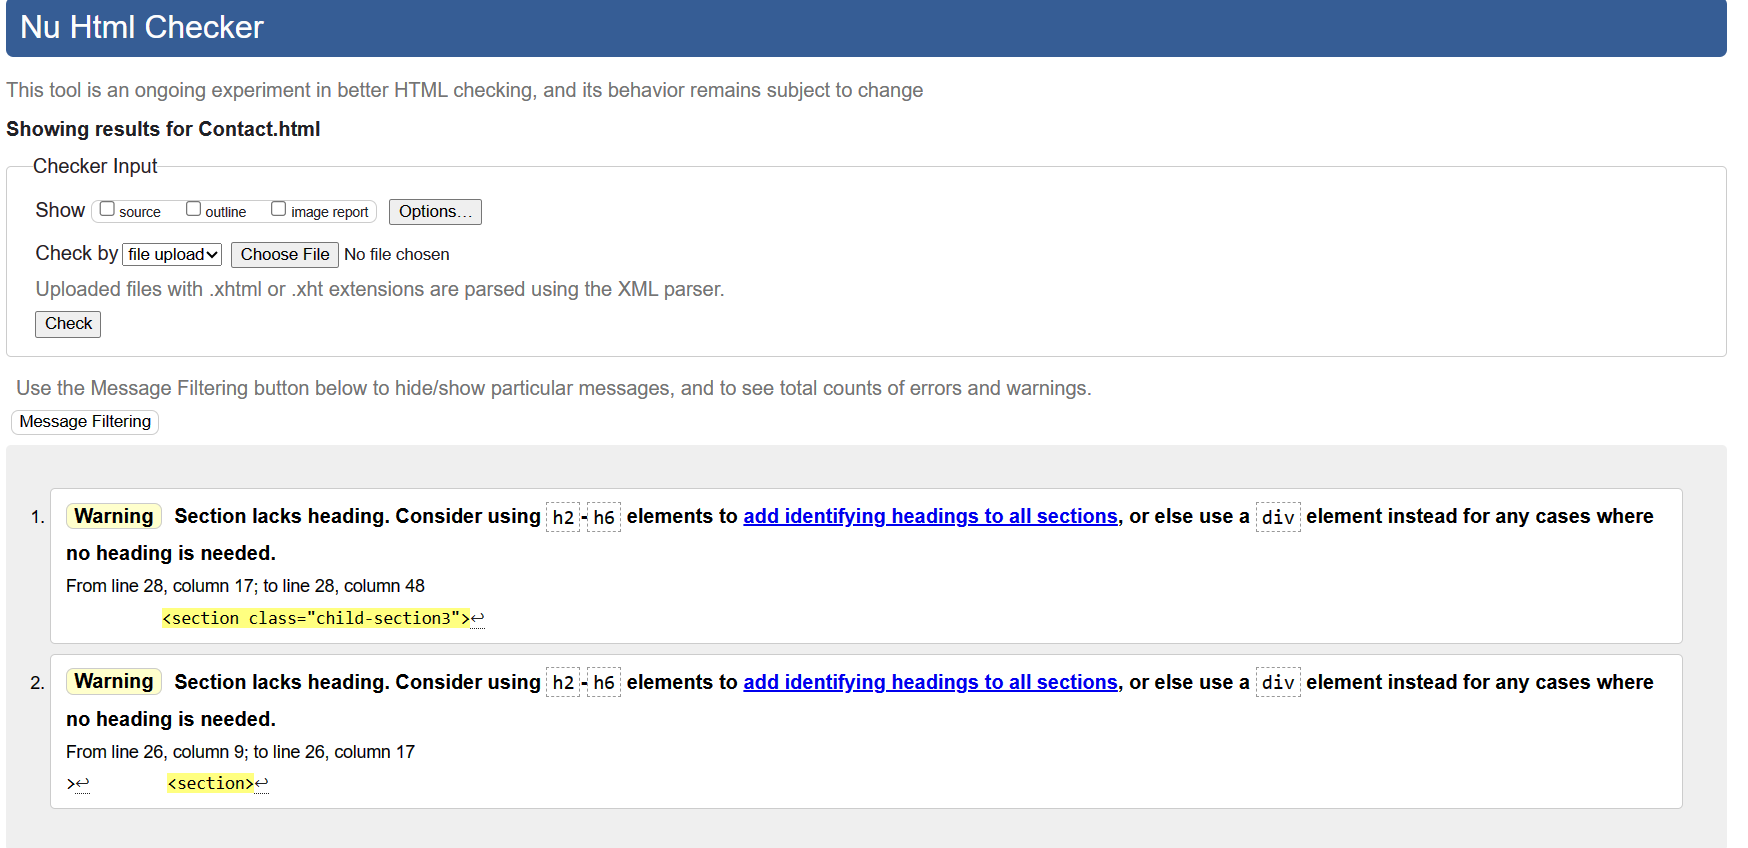 Nu Html Checker
This tool is an ongoing experiment in better HTML checking, and its behavior remains subject to change
Showing results for Contact.html
Checker Input
Show source outline image report Options...
Check by file upload Choose File No file chosen
Uploaded files with .xhtml or .xht extensions are parsed using the XML parser.
Check
Use the Message Filtering button below to hide/show particular messages, and to see total counts of errors and warnings.
Message Filtering
1. Warning Section lacks heading. Consider using h2-h6 elements to add identifying headings to all sections, or else use a div element instead for any cases where
no heading is needed.
From line 28, column 17; to line 28, column 48
<section class="child-section3">↩
2. Warning Section lacks heading. Consider using h2-h6 elements to add identifying headings to all sections, or else use a div element instead for any cases where
no heading is needed.
From line 26, column 9; to line 26, column 17
>↩ <section>↩